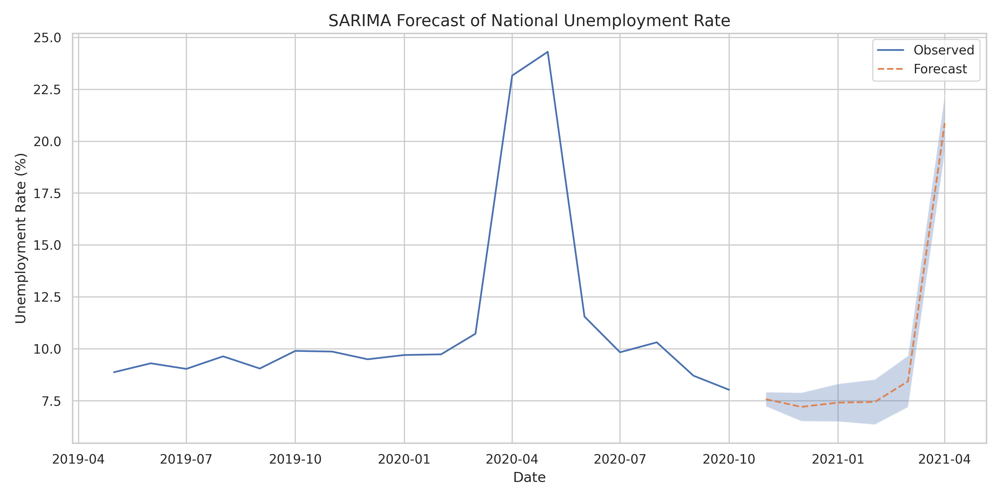 SARIMA Forecast of National Unemployment Rate
Observed
Forecast
Unemployment Rate (%)
25.0
22.5
20.0
17.5
15.0
12.5
10.0
7.5
2019-04 2019-07 2019-10 2020-01 2020-04 2020-07 2020-10 2021-01 2021-04
Date